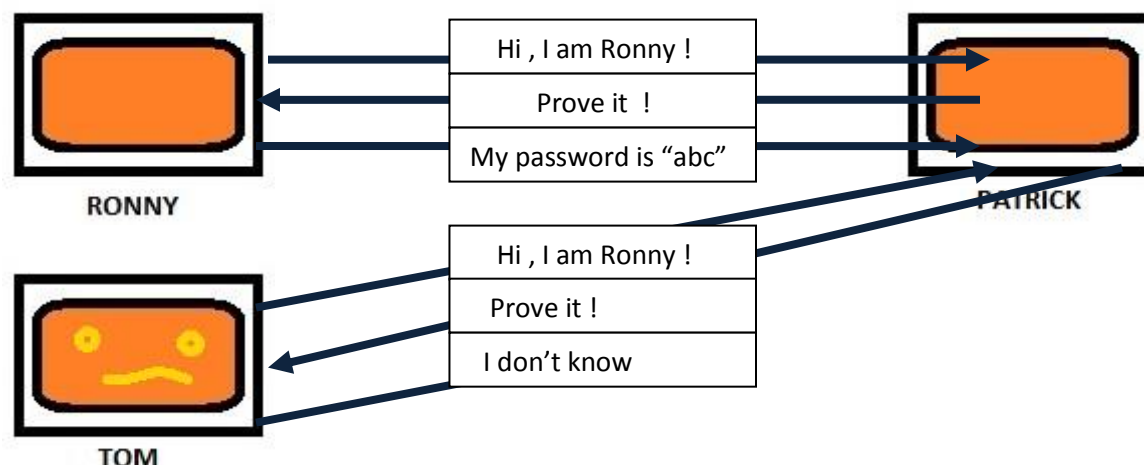 Hi , I am Ronny !
Prove it !
My password is “abc”
RONNY
PATRICK
Hi , I am Ronny !
Prove it !
I don’t know
TOM